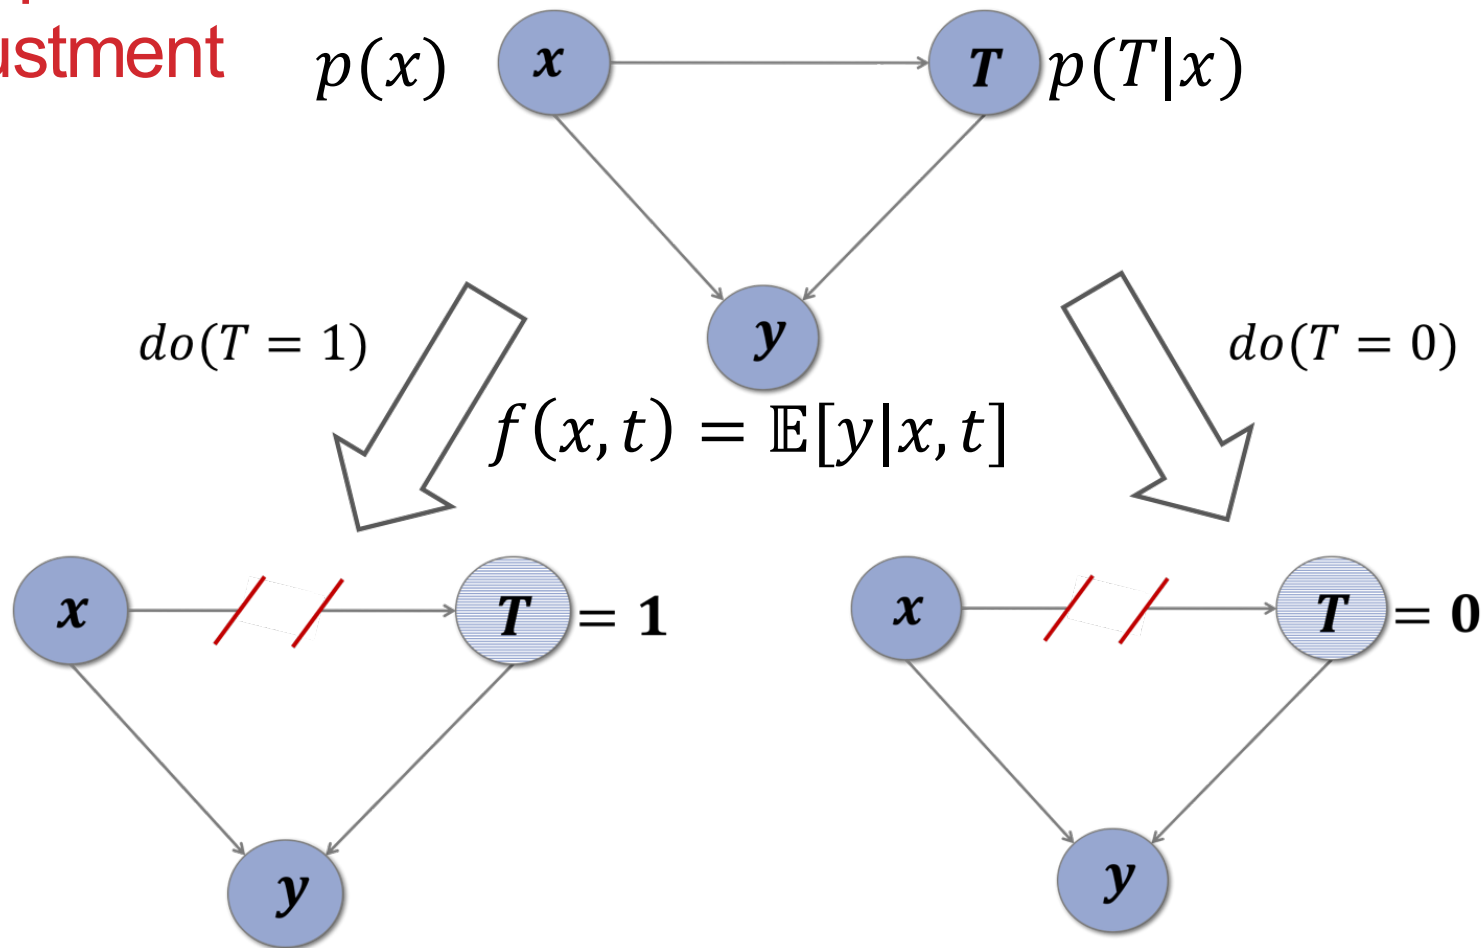 ustment
p(x)
x
T
p(T|x)
do(T = 1)
y
do(T = 0)
f(x, t) = 𝔼[y|x, t]
x
T = 1
x
T = 0
y
y